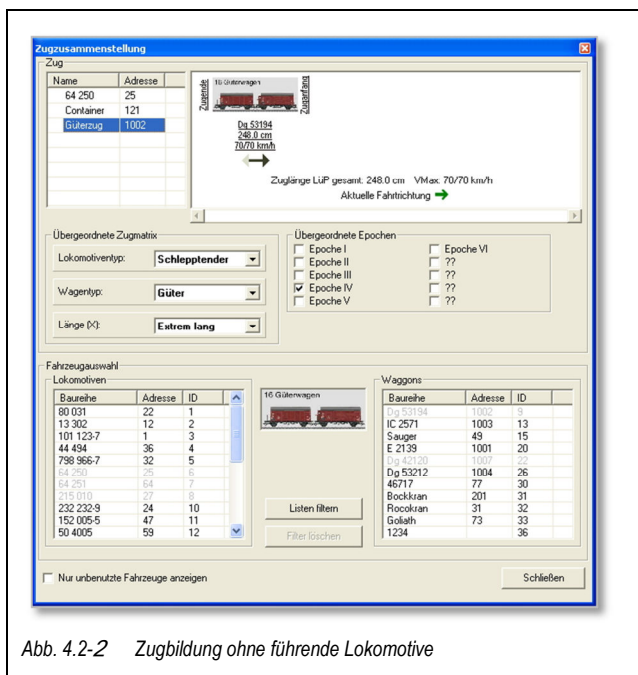 Zugzusammenstellung
Zug
Name Adresse
64 250 25
Container 121
Güterzug 1002
Zugende
16 Güterwagen
Zuganfang
Dg 53194
248.0 cm
70/70 km/h
Zuglänge LüP gesamt: 248.0 cm VMax: 70/70 km/h
Aktuelle Fahrtrichtung
Übergeordnete Zugmatrix
Lokomotiventyp: Schlepptender
Wagentyp: Güter
Länge (X): Extrem lang
Übergeordnete Epochen
Epoche I Epoche VI
Epoche II ??
Epoche III ??
Epoche IV ??
Epoche V ??
Fahrzeugauswahl
Lokomotiven
Baureihe Adresse ID
80 031 22 1
13 302 12 2
101 123-7 1 3
44 494 36 4
798 966-7 32 5
64 250 25 6
64 251 64 7
215 010 27 8
232 232-9 24 10
152 005-5 47 11
50 4005 59 12
16 Güterwagen
Listen filtern
Filter löschen
Waggons
Baureihe Adresse ID
Dg 53194 1002 9
IC 2571 1003 13
Sauger 49 15
E 2139 1001 20
Dg 42120 1007 22
Dg 53212 1004 26
46717 77 30
Bockkran 201 31
Rocokran 31 32
Goliath 73 33
1234 36
Nur unbenutzte Fahrzeuge anzeigen
Schließen
Abb. 4.2-2 Zugbildung ohne führende Lokomotive